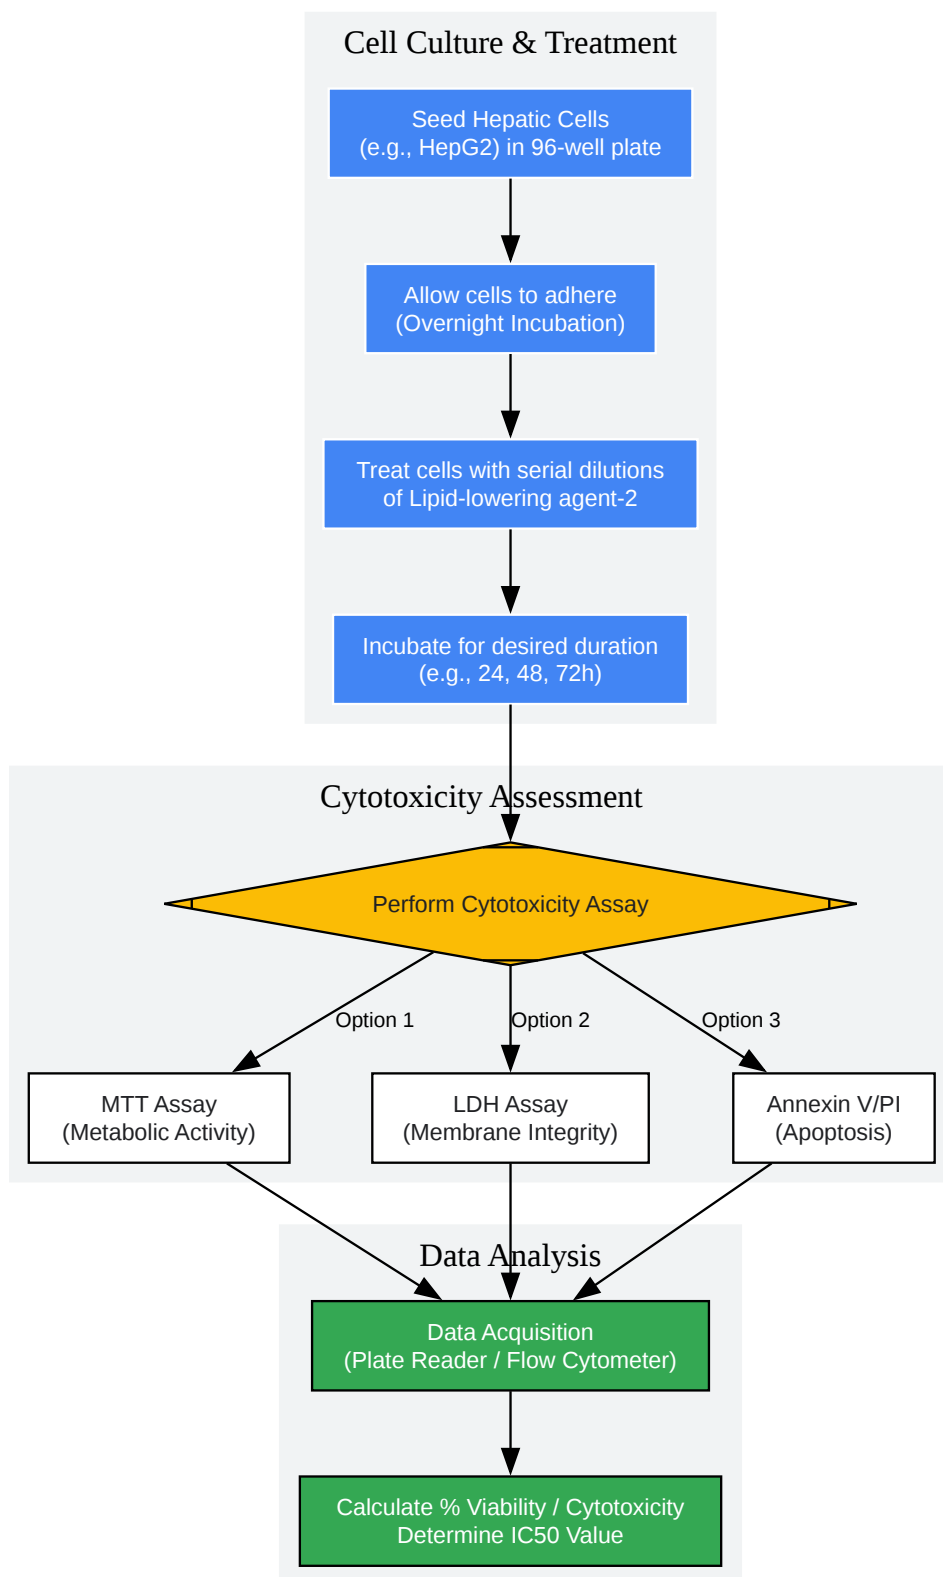 Cell Culture & Treatment
Seed Hepatic Cells
(e.g., HepG2) in 96-well plate
Allow cells to adhere
(Overnight Incubation)
Treat cells with serial dilutions
of Lipid-lowering agent-2
Incubate for desired duration
(e.g., 24, 48, 72h)
Cytotoxicity Assessment
Perform Cytotoxicity Assay
Option 1
Option 2
Option 3
MTT Assay
(Metabolic Activity)
LDH Assay
(Membrane Integrity)
Annexin V/PI
(Apoptosis)
Data Analysis
Data Acquisition
(Plate Reader / Flow Cytometer)
Calculate % Viability / Cytotoxicity
Determine IC50 Value